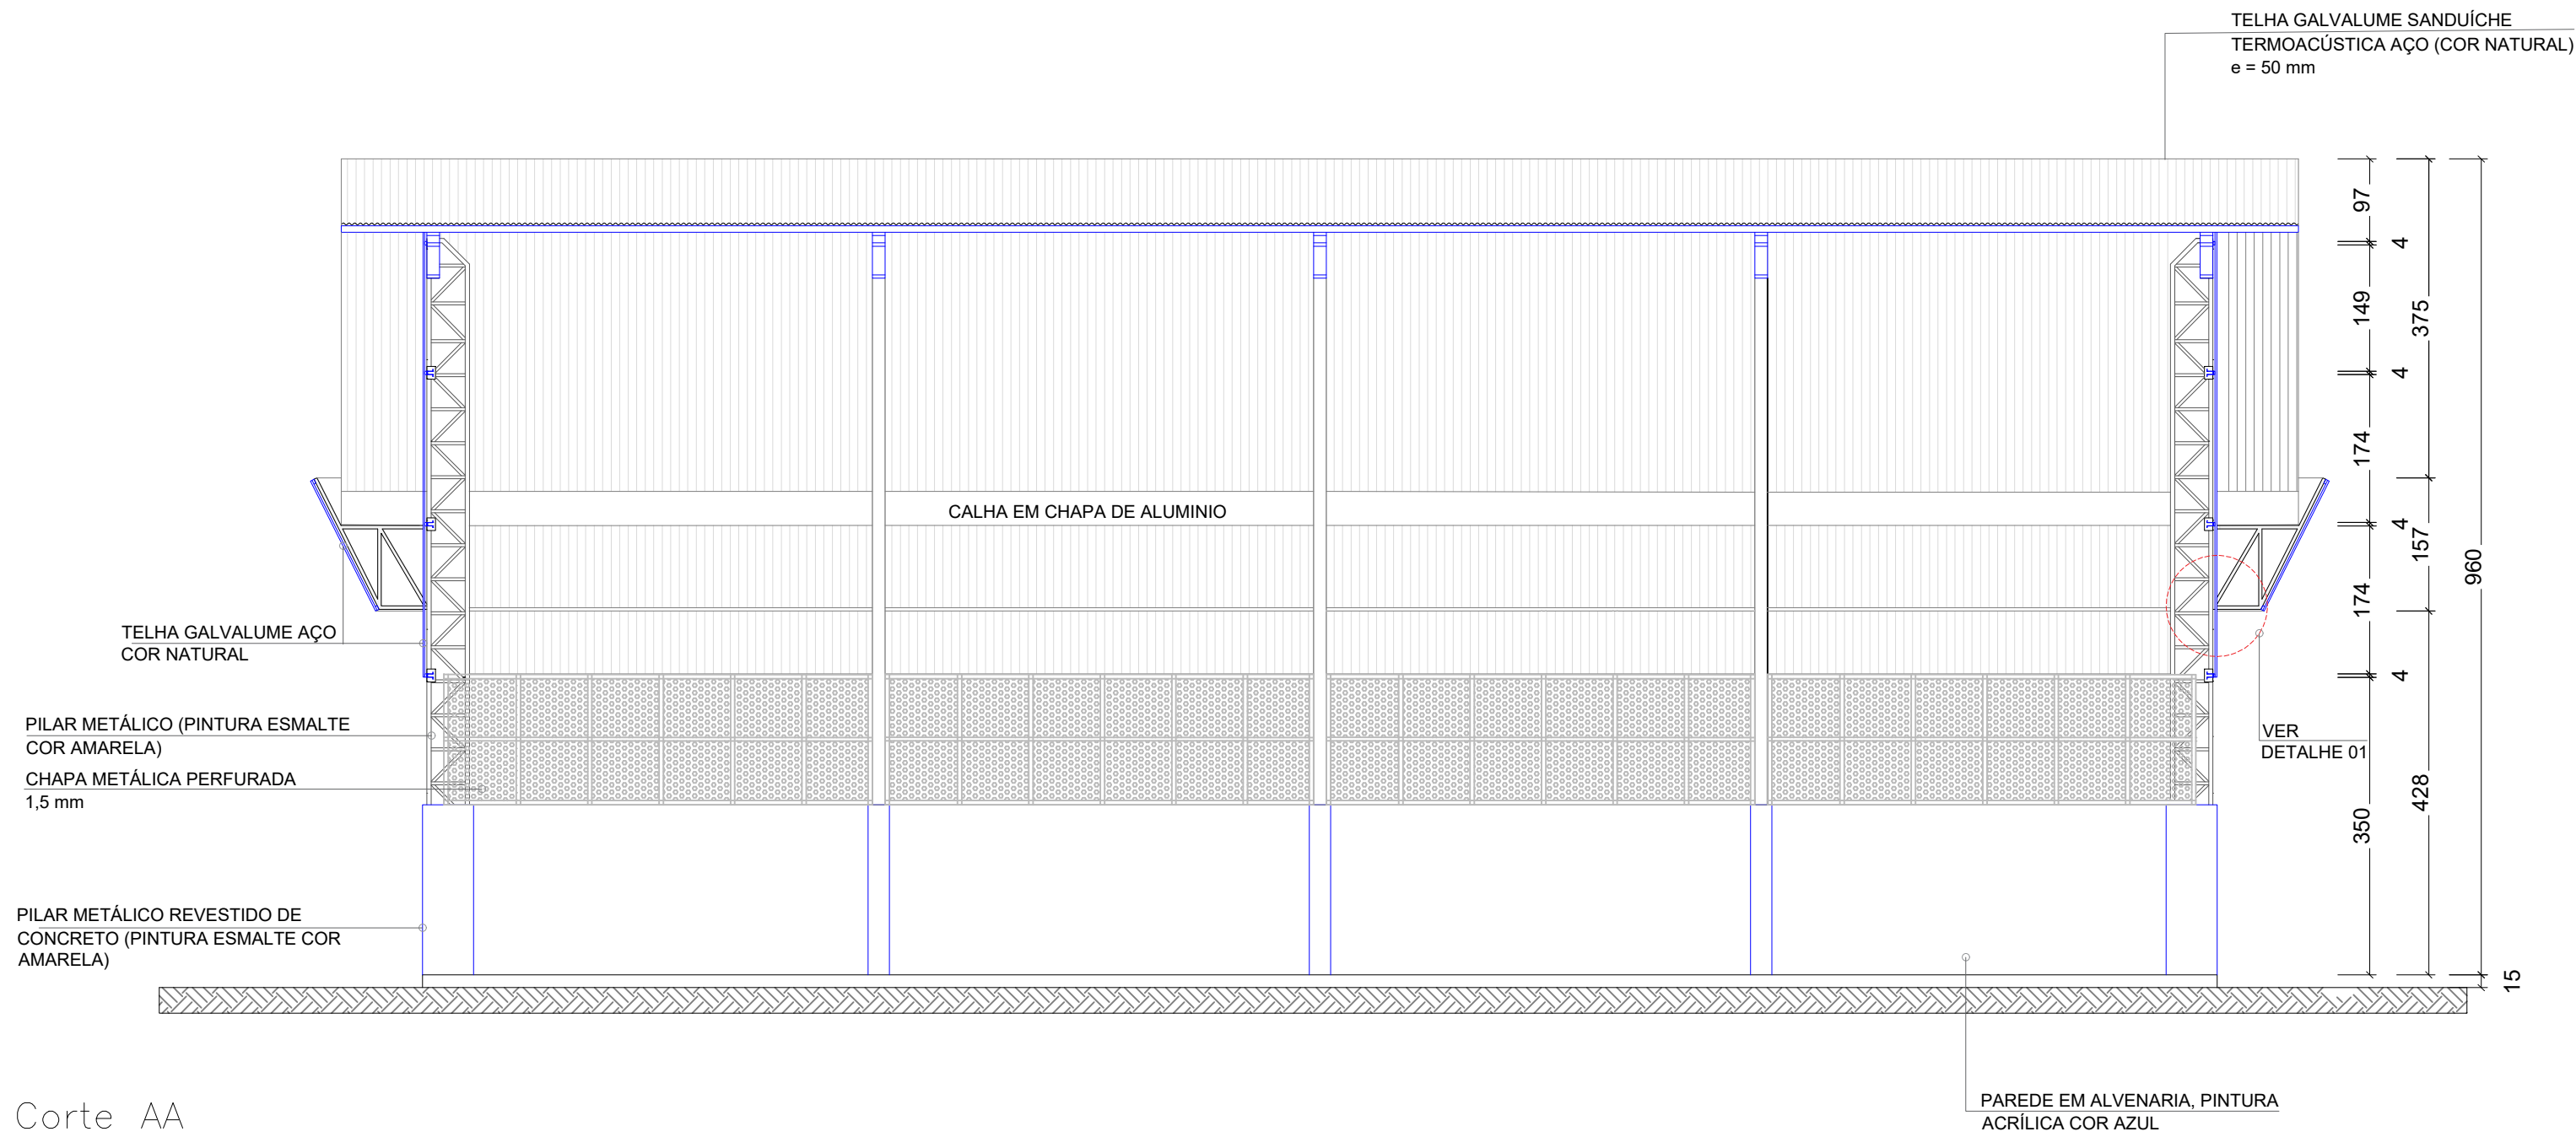 TELHA GALVALUME SANDUÍCHE
TERMOACÚSTICA AÇO (COR NATURAL)
e = 50 mm
97
4
149
375
4
174
CALHA EM CHAPA DE ALUMINIO
4
157
960
174
TELHA GALVALUME AÇO
COR NATURAL
4
PILAR METÁLICO (PINTURA ESMALTE
COR AMARELA)
VER
DETALHE 01
CHAPA METÁLICA PERFURADA
1,5 mm
428
350
PILAR METÁLICO REVESTIDO DE
CONCRETO (PINTURA ESMALTE COR
AMARELA)
15
PAREDE EM ALVENARIA, PINTURA
ACRÍLICA COR AZUL
Corte AA